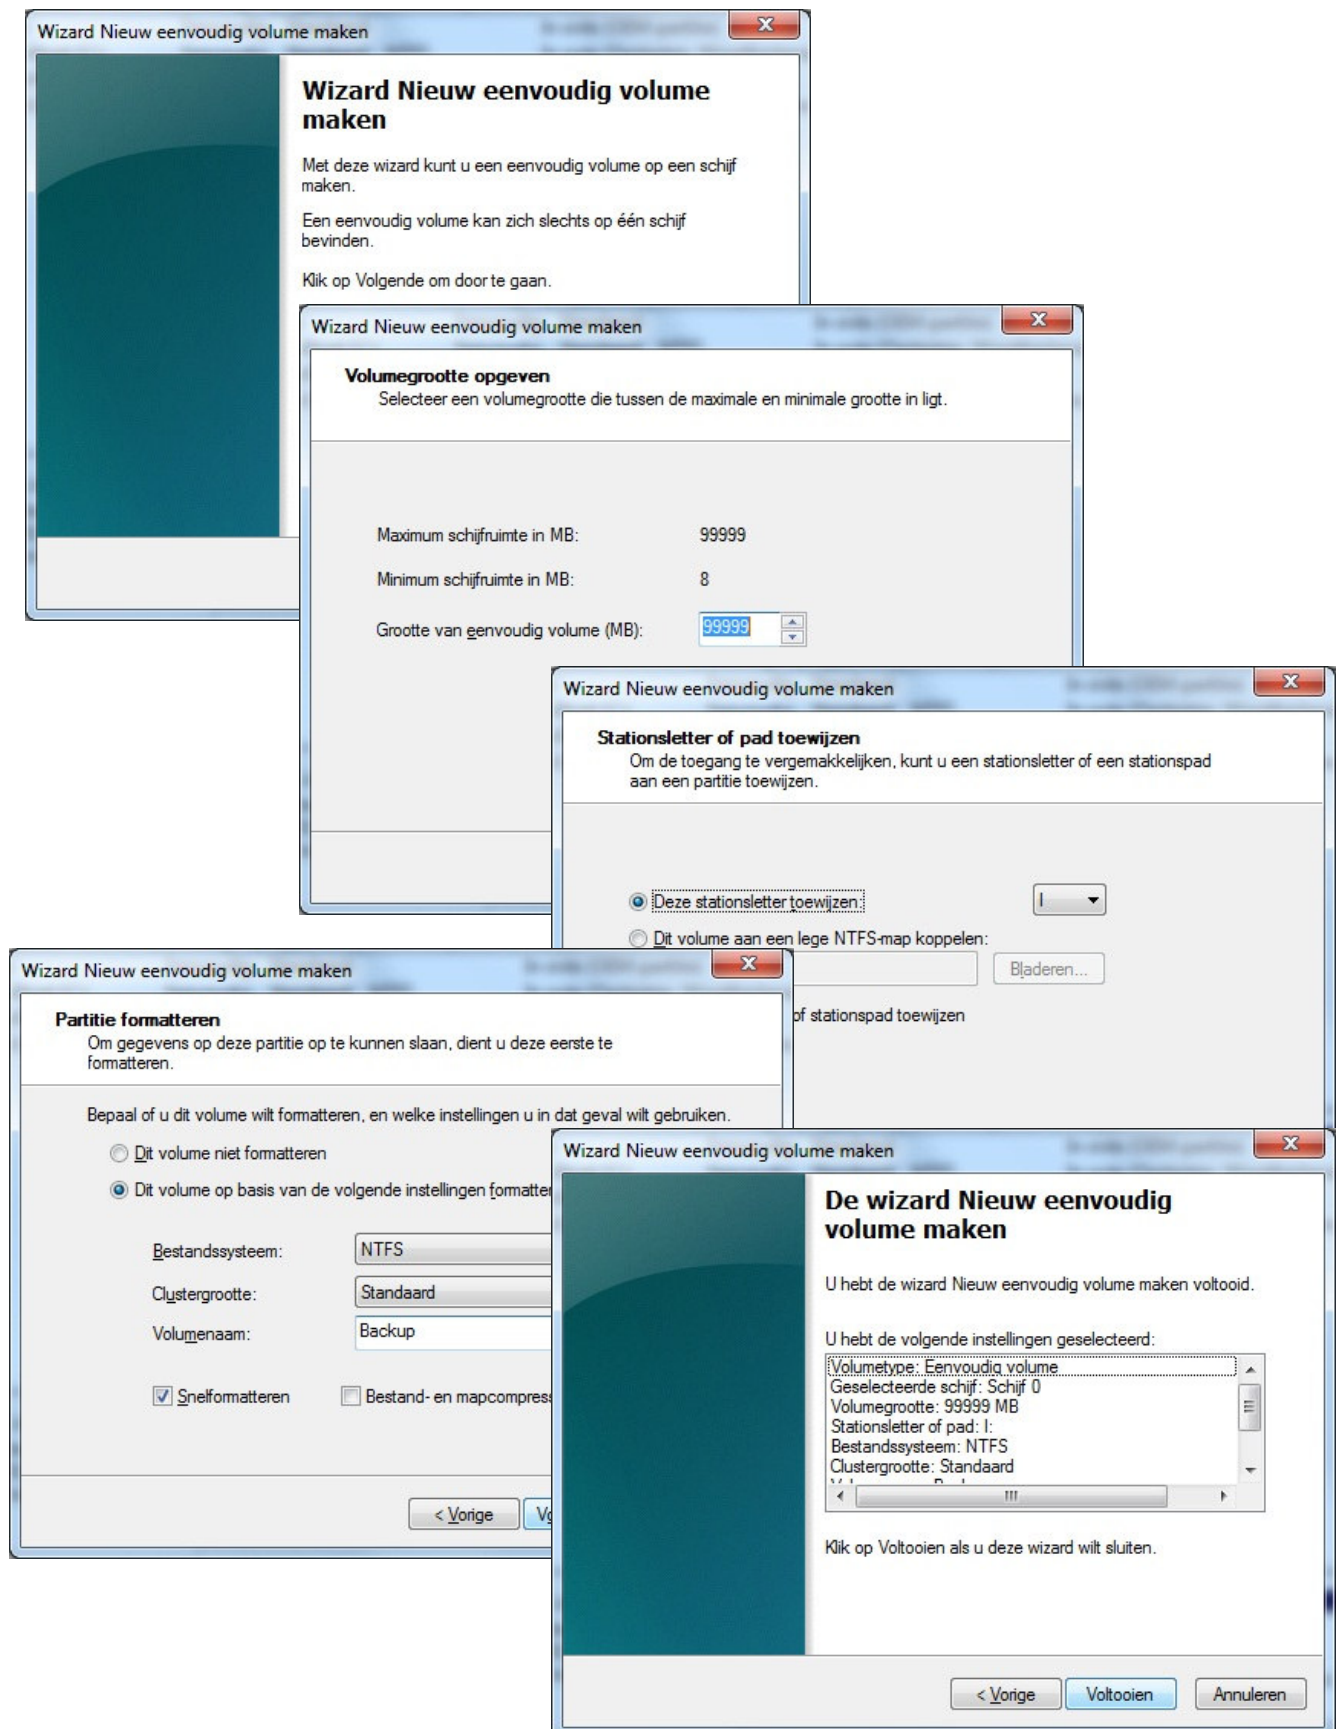 Wizard Nieuw eenvoudig volume maken
Wizard Nieuw eenvoudig volume
maken
Met deze wizard kunt u een eenvoudig volume op een schijf
maken.
Een eenvoudig volume kan zich slechts op één schijf
bevinden.
Klik op Volgende om door te gaan.
Wizard Nieuw eenvoudig volume maken
Volumegrootte opgeven
Selecteer een volumegrootte die tussen de maximale en minimale grootte in ligt.
Maximum schijfruimte in MB: 99999
Minimum schijfruimte in MB: 8
Grootte van eenvoudig volume (MB): 99999
Wizard Nieuw eenvoudig volume maken
Stationsletter of pad toewijzen
Om de toegang te vergemakkelijken, kunt u een stationsletter of een stationspad
aan een partitie toewijzen.
Deze stationsletter toewijzen: I
Dit volume aan een lege NTFS-map koppelen:
Bladeren...
of stationspad toewijzen
Wizard Nieuw eenvoudig volume maken
Partitie formatteren
Om gegevens op deze partitie op te kunnen slaan, dient u deze eerste te
formatteren.
Bepaal of u dit volume wilt formatteren, en welke instellingen u in dat geval wilt gebruiken.
Dit volume niet formatteren
Dit volume op basis van de volgende instellingen formatter
Bestandssysteem: NTFS
Clustergrootte: Standaard
Volumenaam: Backup
Snelformatteren Bestand- en mapcompress
< Vorige
Wizard Nieuw eenvoudig volume maken
De wizard Nieuw eenvoudig
volume maken
U hebt de wizard Nieuw eenvoudig volume maken voltooid.
U hebt de volgende instellingen geselecteerd:
Volumetype: Eenvoudig volume
Geselecteerde schijf: Schijf 0
Volumegrootte: 99999 MB
Stationsletter of pad: I:
Bestandssysteem: NTFS
Clustergrootte: Standaard
Klik op Voltooien als u deze wizard wilt sluiten.
< Vorige Voltooien Annuleren